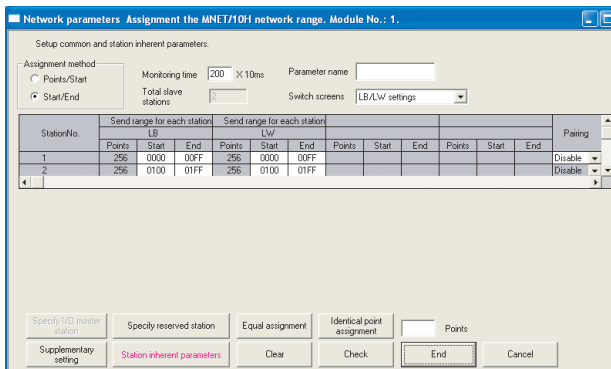 Network parameters Assignment the MNET/10H network range. Module No.: 1.
Setup common and station inherent parameters.
Assignment method
Points/Start
Start/End
Monitoring time 200 X 10ms
Parameter name
Total slave stations 2
Switch screens LB/LW settings
StationNo. Send range for each station Send range for each station Pairing
LB LW
Points Start End Points Start End Points Start End Points Start End
1 256 0000 00FF 256 0000 00FF Disable
2 256 0100 01FF 256 0100 01FF Disable
Specify I/O master station Specify reserved station Equal assignment Identical point assignment Points
Supplementary setting Station inherent parameters Clear Check End Cancel